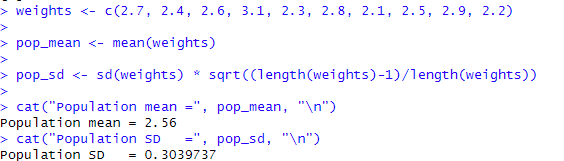 > weights <- c(2.7, 2.4, 2.6, 3.1, 2.3, 2.8, 2.1, 2.5, 2.9, 2.2)
>
> pop_mean <- mean(weights)
>
> pop_sd <- sd(weights) * sqrt((length(weights)-1)/length(weights))
>
> cat("Population mean =", pop_mean, "\n")
Population mean = 2.56
> cat("Population SD   =", pop_sd, "\n")
Population SD   = 0.3039737